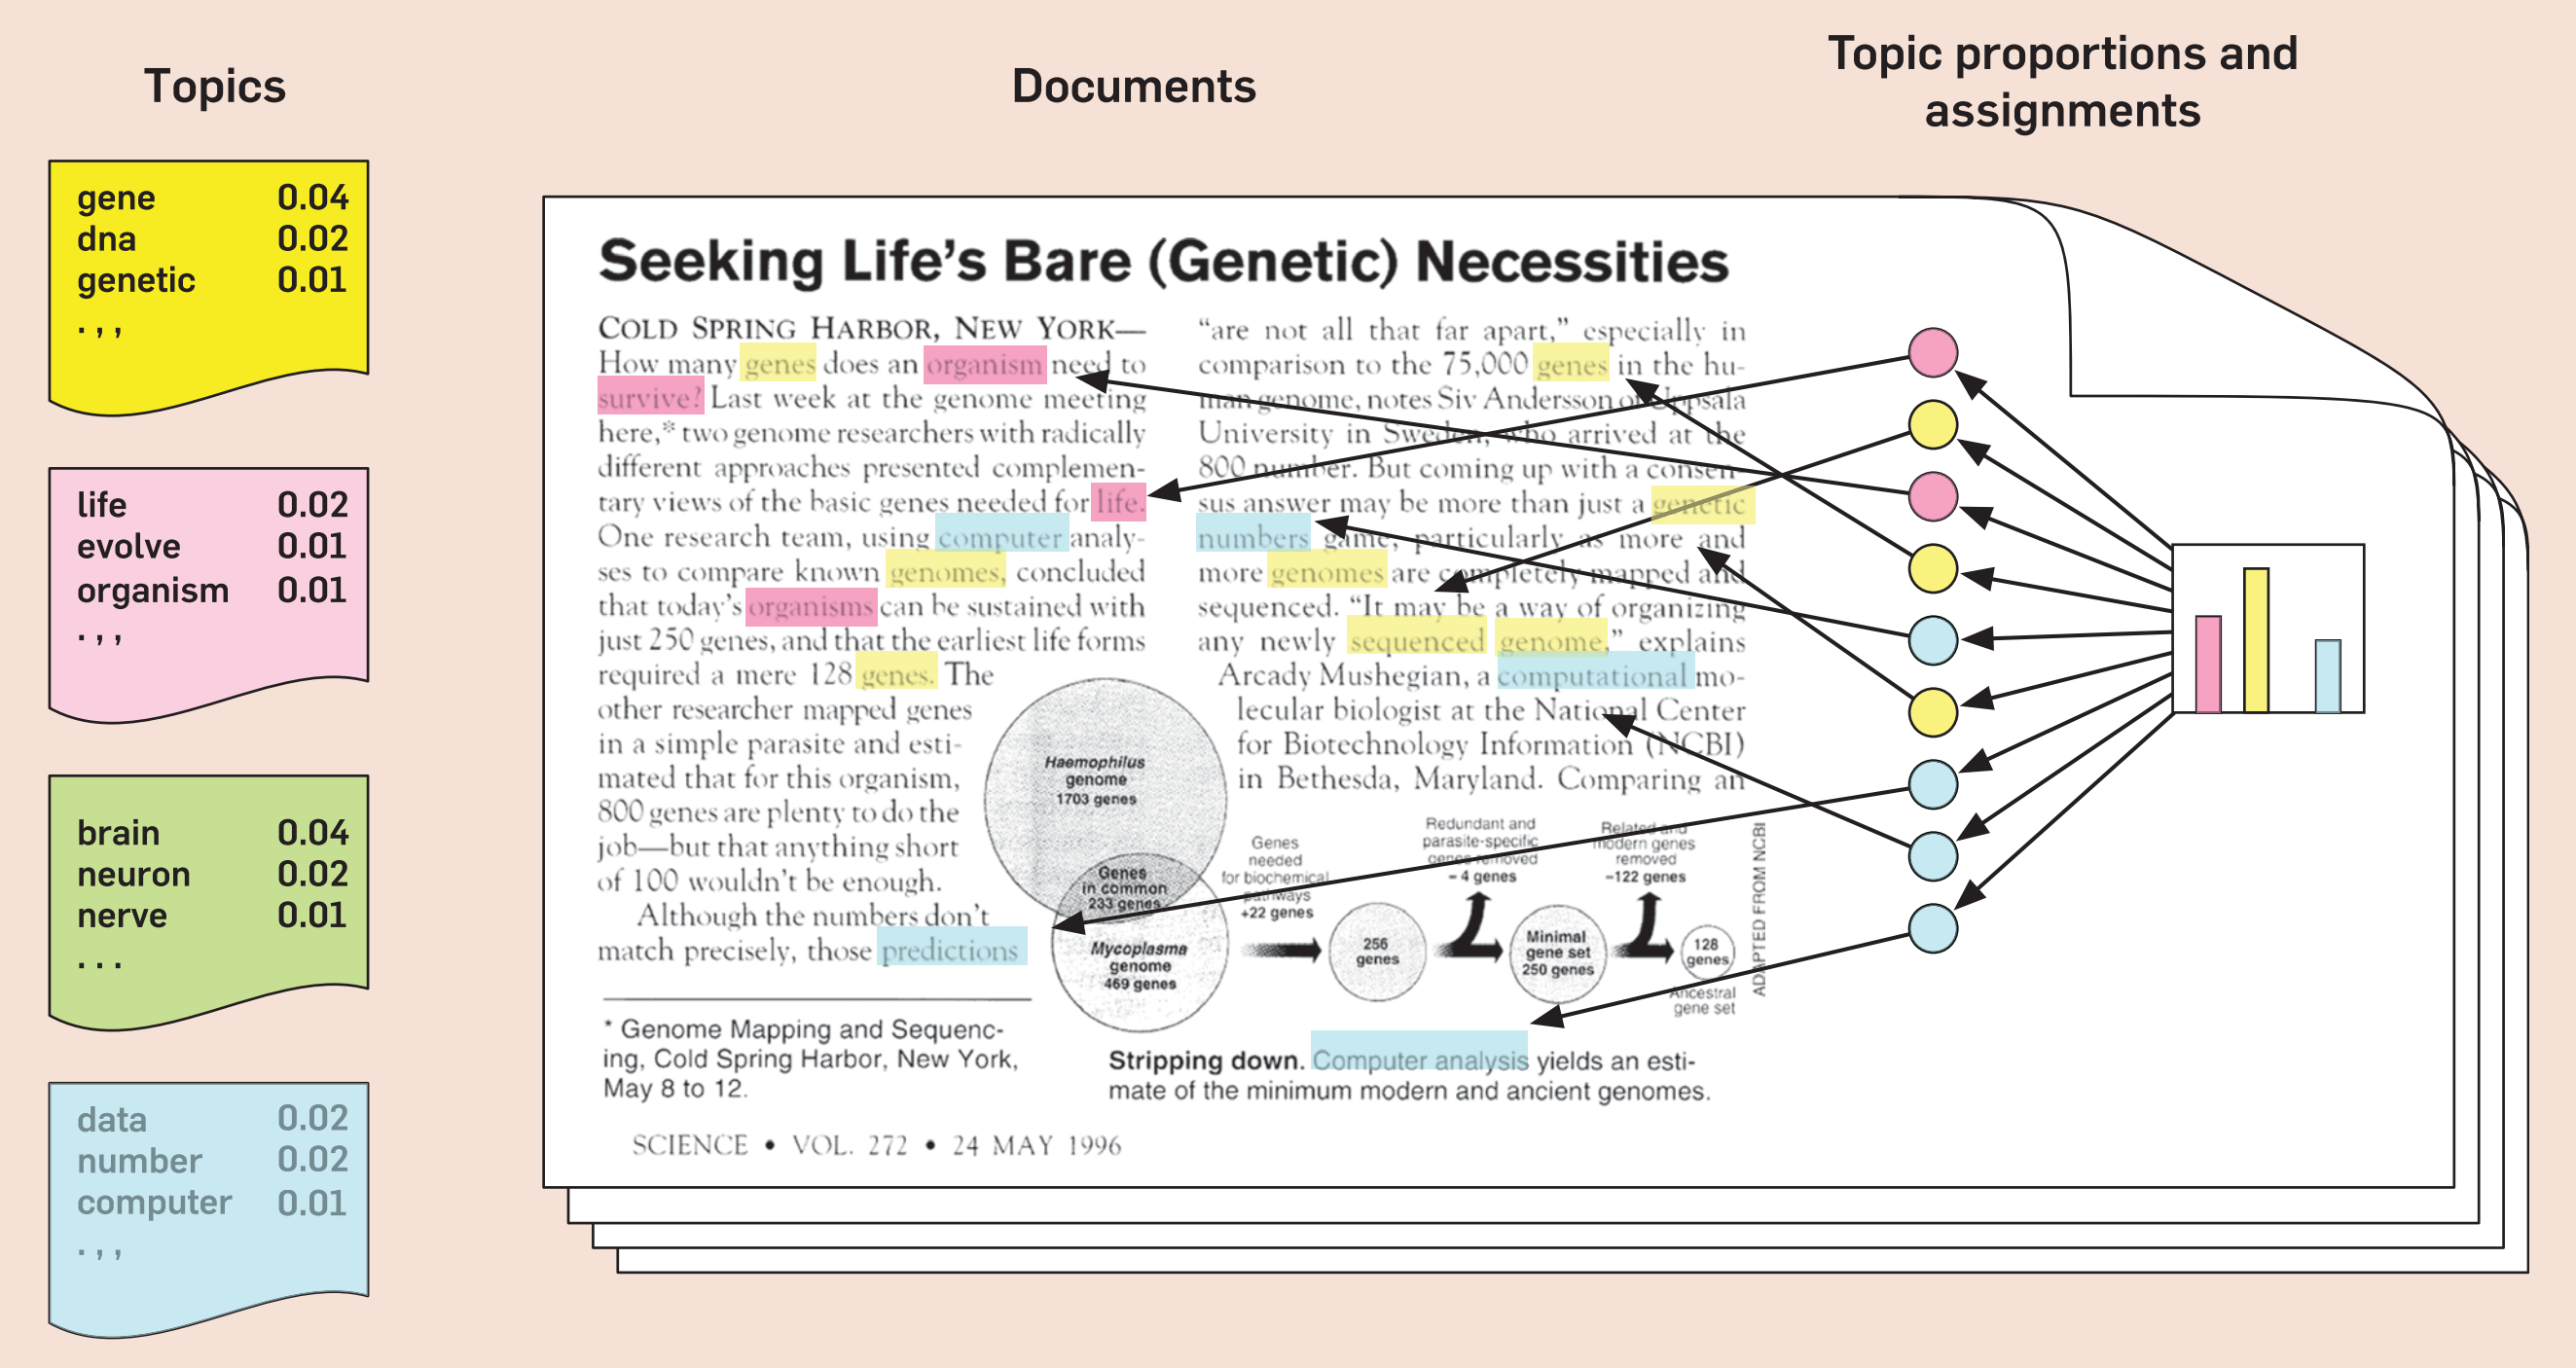 Topics
Documents
Topic proportions and
assignments
gene 0.04
dna 0.02
genetic 0.01
. , ,
life 0.02
evolve 0.01
organism 0.01
. , ,
brain 0.04
neuron 0.02
nerve 0.01
. . .
data 0.02
number 0.02
computer 0.01
. , ,
Seeking Life’s Bare (Genetic) Necessities
COLD SPRING HARBOR, NEW YORK—
How many genes does an organism need to
survive? Last week at the genome meeting
here,* two genome researchers with radically
different approaches presented complemen-
tary views of the basic genes needed for life.
One research team, using computer analy-
ses to compare known genomes, concluded
that today’s organisms can be sustained with
just 250 genes, and that the earliest life forms
required a mere 128 genes. The
other researcher mapped genes
in a simple parasite and esti-
mated that for this organism,
800 genes are plenty to do the
job—but that anything short
of 100 wouldn’t be enough.
Although the numbers don’t
match precisely, those predictions
* Genome Mapping and Sequenc-
ing, Cold Spring Harbor, New York,
May 8 to 12.
“are not all that far apart,” especially in
comparison to the 75,000 genes in the hu-
man genome, notes Siv Andersson of Uppsala
University in Sweden, who arrived at the
800 number. But coming up with a consen-
sus answer may be more than just a genetic
numbers game, particularly as more and
more genomes are completely mapped and
sequenced. “It may be a way of organizing
any newly sequenced genome,” explains
Arcady Mushegian, a computational mo-
lecular biologist at the National Center
for Biotechnology Information (NCBI)
in Bethesda, Maryland. Comparing an
Haemophilus
genome
1703 genes
Genes
in common
233 genes
Mycoplasma
genome
469 genes
Genes
needed
for biochemical
pathways
+22 genes
256
genes
Redundant and
parasite-specific
genes removed
– 4 genes
Minimal
gene set
250 genes
Related and
modern genes
removed
–122 genes
128
genes
Ancestral
gene set
ADAPTED FROM NCBI
Stripping down. Computer analysis yields an esti-
mate of the minimum modern and ancient genomes.
SCIENCE • VOL. 272 • 24 MAY 1996